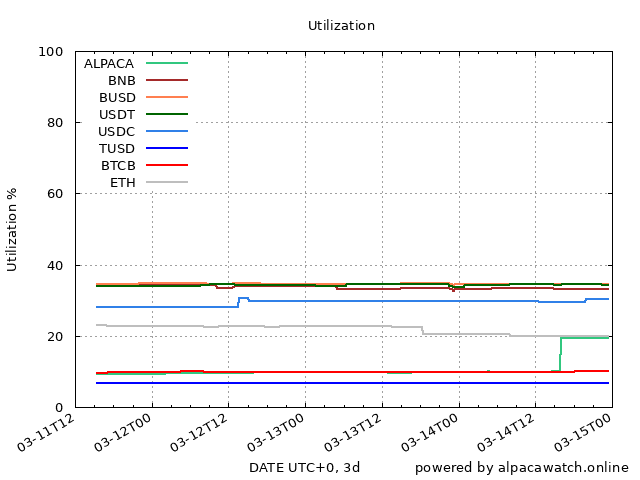 Utilization
100
80
60
40
20
0
Utilization %
ALPACA
BNB
BUSD
USDT
USDC
TUSD
BTCB
ETH
03-11T12
03-12T00
03-12T12
03-13T00
03-13T12
03-14T00
03-14T12
03-15T00
DATE UTC+0, 3d
powered by alpacawatch.online